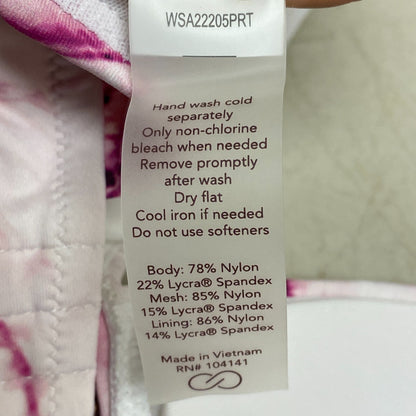 WSA22205PRT
Hand wash cold
separately
Only non-chlorine
bleach when needed
Remove promptly
after wash
Dry flat
Cool iron if needed
Do not use softeners
Body: 78% Nylon
22% Lycra® Spandex
Mesh: 85% Nylon
15% Lycra® Spandex
Lining: 86% Nylon
14% Lycra® Spandex
Made in Vietnam
RN# 104141